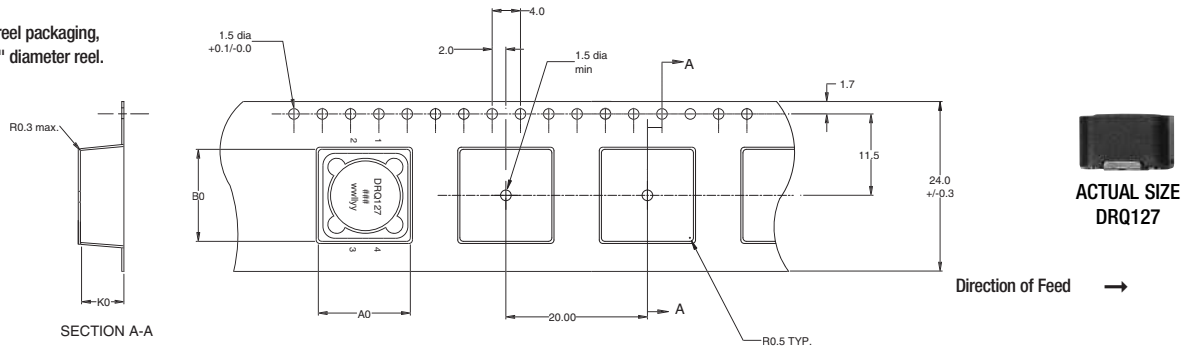 reel packaging,
" diameter reel.
1.5 dia
+0.1/-0.0
4.0
2.0
1.5 dia
min
A
1.7
R0.3 max.
2 1
B0
DRQ127
###
wwllyy
3 4
11.5
24.0
+/-0.3
ACTUAL SIZE
DRQ127
Direction of Feed →
K0
A0
20.00
A
SECTION A-A
R0.5 TYP.